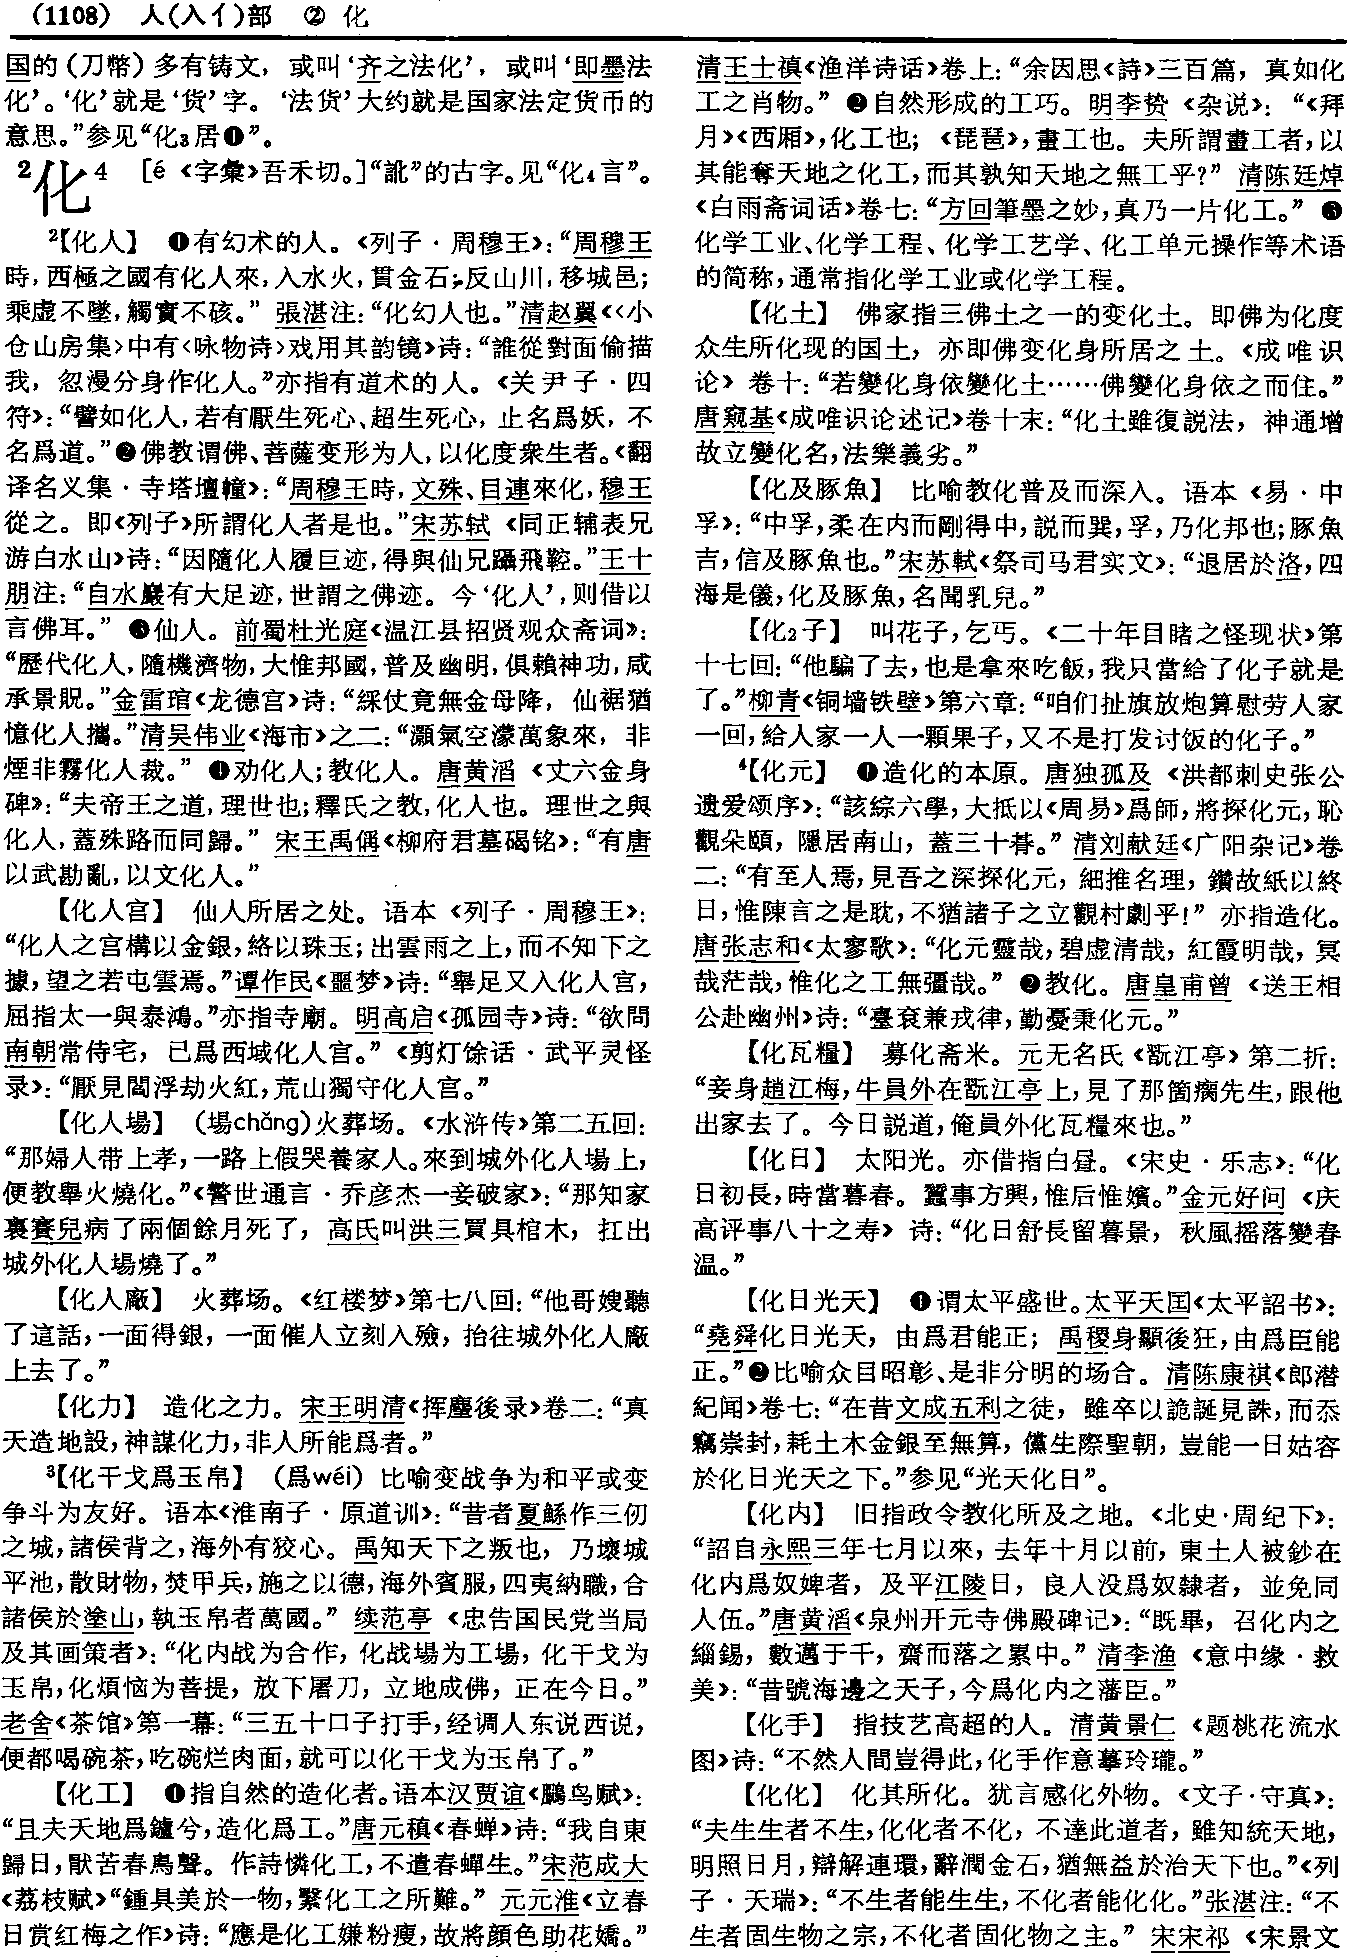 (1108) 人(入亻)部 ② 化
国的(刀幣)多有铸文，或叫‘齐之法化’，或叫‘即墨法
化’。‘化’就是‘货’字。‘法货’大约就是国家法定货币的
意思。”参见“化₃居❶”。
²化⁴ [é 《字彙》吾禾切。]“訛”的古字。见“化₄言”。
²【化人】 ❶有幻术的人。《列子·周穆王》：“周穆王
時，西極之國有化人來，入水火，貫金石；反山川，移城邑；
乘虚不墜，觸實不硋。”張湛注：“化幻人也。”清赵翼《〈小
仓山房集〉中有〈咏物诗〉戏用其韵镜》诗：“誰從對面偷描
我，忽漫分身作化人。”亦指有道术的人。《关尹子·四
符》：“譬如化人，若有厭生死心、超生死心，止名爲妖，不
名爲道。”❷佛教谓佛、菩薩变形为人，以化度衆生者。《翻
译名义集·寺塔壇幢》：“周穆王時，文殊、目連來化，穆王
從之。即《列子》所謂化人者是也。”宋苏轼《同正辅表兄
游白水山》诗：“因隨化人履巨迹，得與仙兄躡飛鞚。”王十
朋注：“自水巖有大足迹，世謂之佛迹。今‘化人’，则借以
言佛耳。”❸仙人。前蜀杜光庭《温江县招贤观众斋词》：
“歷代化人，隨機濟物，大惟邦國，普及幽明，俱賴神功，咸
承景貺。”金雷琯《龙德宫》诗：“綵仗竟無金母降，仙裾猶
憶化人攜。”清吴伟业《海市》之二：“灝氣空濛萬象來，非
煙非霧化人裁。”❹劝化人；教化人。唐黄滔《丈六金身
碑》：“夫帝王之道，理世也；釋氏之教，化人也。理世之與
化人，蓋殊路而同歸。”宋王禹偁《柳府君墓碣铭》：“有唐
以武勘亂，以文化人。”
【化人宫】 仙人所居之处。语本《列子·周穆王》：
“化人之宫構以金銀，絡以珠玉；出雲雨之上，而不知下之
據，望之若屯雲焉。”谭作民《噩梦》诗：“舉足又入化人宫，
屈指太一與泰鴻。”亦指寺廟。明高启《孤园寺》诗：“欲問
南朝常侍宅，已爲西域化人宫。”《剪灯馀话·武平灵怪
录》：“厭見閻浮劫火紅，荒山獨守化人宫。”
【化人場】 (場chǎng)火葬场。《水浒传》第二五回：
“那婦人带上孝，一路上假哭養家人。來到城外化人場上，
便教舉火燒化。”《警世通言·乔彦杰一妾破家》：“那知家
裏賽兒病了兩個餘月死了，高氏叫洪三買具棺木，扛出
城外化人場燒了。”
【化人廠】 火葬场。《红楼梦》第七八回：“他哥嫂聽
了這話，一面得銀，一面催人立刻入殮，抬往城外化人廠
上去了。”
【化力】 造化之力。宋王明清《挥麈後录》卷二：“真
天造地設，神謀化力，非人所能爲者。”
³【化干戈爲玉帛】 (爲wéi)比喻变战争为和平或变
争斗为友好。语本《淮南子·原道训》：“昔者夏鯀作三仞
之城，諸侯背之，海外有狡心。禹知天下之叛也，乃壞城
平池，散財物，焚甲兵，施之以德，海外賓服，四夷納職，合
諸侯於塗山，執玉帛者萬國。”续范亭《忠告国民党当局
及其画策者》：“化内战为合作，化战場为工場，化干戈为
玉帛，化煩恼为菩提，放下屠刀，立地成佛，正在今日。”
老舍《茶馆》第一幕：“三五十口子打手，经调人东说西说，
便都喝碗茶，吃碗烂肉面，就可以化干戈为玉帛了。”
【化工】 ❶指自然的造化者。语本汉贾谊《鵩鸟赋》：
“且夫天地爲鑪兮，造化爲工。”唐元稹《春蝉》诗：“我自東
歸日，厭苦春鳥聲。作詩憐化工，不遣春蟬生。”宋范成大
《荔枝赋》“鍾具美於一物，繄化工之所難。”元元淮《立春
日赏红梅之作》诗：“應是化工嫌粉瘦，故將顔色助花嬌。”
清王士禛《渔洋诗话》卷上：“余因思《詩》三百篇，真如化
工之肖物。”❷自然形成的工巧。明李贽《杂说》：“《拜
月》《西厢》，化工也；《琵琶》，畫工也。夫所謂畫工者，以
其能奪天地之化工，而其孰知天地之無工乎？”清陈廷焯
《白雨斋词话》卷七：“方回筆墨之妙，真乃一片化工。”❸
化学工业、化学工程、化学工艺学、化工单元操作等术语
的简称，通常指化学工业或化学工程。
【化土】 佛家指三佛土之一的变化土。即佛为化度
众生所化现的国土，亦即佛变化身所居之土。《成唯识
论》卷十：“若變化身依變化土……佛變化身依之而住。”
唐窥基《成唯识论述记》卷十末：“化土雖復説法，神通增
故立變化名，法樂義劣。”
【化及豚魚】 比喻教化普及而深入。语本《易·中
孚》：“中孚，柔在内而剛得中，説而巽，孚，乃化邦也；豚魚
吉，信及豚魚也。”宋苏軾《祭司马君实文》：“退居於洛，四
海是儀，化及豚魚，名聞乳兒。”
【化₂子】 叫花子，乞丐。《二十年目睹之怪现状》第
十七回：“他騙了去，也是拿來吃飯，我只當給了化子就是
了。”柳青《铜墙铁壁》第六章：“咱们扯旗放炮算慰劳人家
一回，給人家一人一顆果子，又不是打发讨饭的化子。”
⁴【化元】 ❶造化的本原。唐独孤及《洪都刺史张公
遗爱颂序》：“該綜六學，大抵以《周易》爲師，將探化元，恥
觀朵頤，隱居南山，蓋三十朞。”清刘献廷《广阳杂记》卷
二：“有至人焉，見吾之深探化元，細推名理，鑽故紙以終
日，惟陳言之是耽，不猶諸子之立觀村劇乎！”亦指造化。
唐张志和《太寥歌》：“化元靈哉，碧虚清哉，紅霞明哉，冥
哉茫哉，惟化之工無彊哉。”❷教化。唐皇甫曾《送王相
公赴幽州》诗：“臺衮兼戎律，勤憂秉化元。”
【化瓦糧】 募化斋米。元无名氏《翫江亭》第二折：
“妾身趙江梅，牛員外在翫江亭上，見了那箇瘸先生，跟他
出家去了。今日説道，俺員外化瓦糧來也。”
【化日】 太阳光。亦借指白昼。《宋史·乐志》：“化
日初長，時當暮春。蠶事方興，惟后惟嬪。”金元好问《庆
高评事八十之寿》诗：“化日舒長留暮景，秋風摇落變春
温。”
【化日光天】 ❶谓太平盛世。太平天囯《太平詔书》：
“堯舜化日光天，由爲君能正；禹稷身顯後狂，由爲臣能
正。”❷比喻众目昭彰、是非分明的场合。清陈康祺《郎潜
紀闻》卷七：“在昔文成五利之徒，雖卒以詭誕見誅，而忝
竊崇封，耗土木金銀至無算，儻生際聖朝，豈能一日姑容
於化日光天之下。”参见“光天化日”。
【化内】 旧指政令教化所及之地。《北史·周纪下》：
“詔自永熙三年七月以來，去年十月以前，東土人被鈔在
化内爲奴婢者，及平江陵日，良人没爲奴隸者，並免同
人伍。”唐黄滔《泉州开元寺佛殿碑记》：“既畢，召化内之
緇錫，數邁于千，齋而落之累中。”清李渔《意中缘·救
美》：“昔號海邊之天子，今爲化内之藩臣。”
【化手】 指技艺高超的人。清黄景仁《题桃花流水
图》诗：“不然人間豈得此，化手作意摹玲瓏。”
【化化】 化其所化。犹言感化外物。《文子·守真》：
“夫生生者不生，化化者不化，不達此道者，雖知統天地，
明照日月，辯解連環，辭潤金石，猶無益於治天下也。”《列
子·天瑞》：“不生者能生生，不化者能化化。”张湛注：“不
生者固生物之宗，不化者固化物之主。”宋宋祁《宋景文